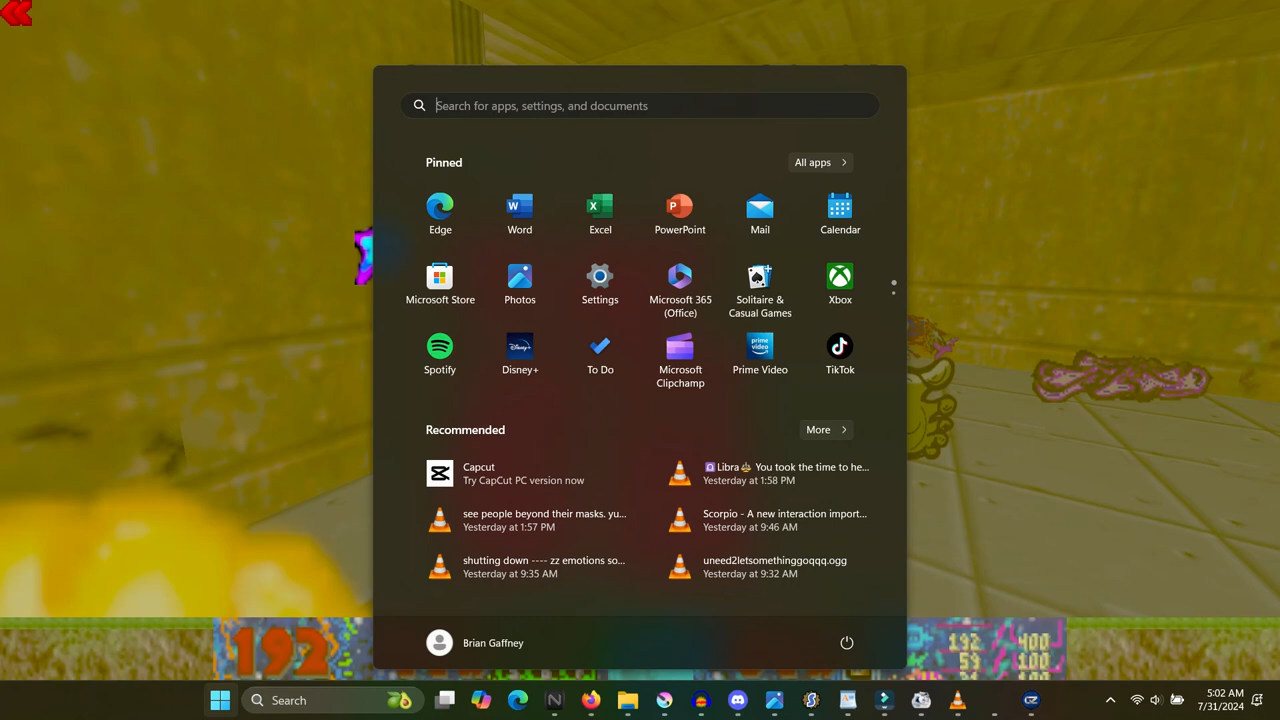 Search for apps, settings, and documents
Pinned
All apps
Edge
Word
Excel
PowerPoint
Mail
Calendar
Microsoft Store
Photos
Settings
Microsoft 365
(Office)
Solitaire &
Casual Games
Xbox
Spotify
Disney+
To Do
Microsoft
Clipchamp
Prime Video
TikTok
Recommended
More
Capcut
Try CapCut PC version now
♎Libra⚖ You took the time to he...
Yesterday at 1:58 PM
see people beyond their masks. yu...
Yesterday at 1:57 PM
Scorpio - A new interaction import...
Yesterday at 9:46 AM
shutting down ---- zz emotions so...
Yesterday at 9:35 AM
uneed2letsomethinggoqqq.ogg
Yesterday at 9:32 AM
Brian Gaffney
192
192 / 400
59 / 100
Search
5:02 AM
7/31/2024